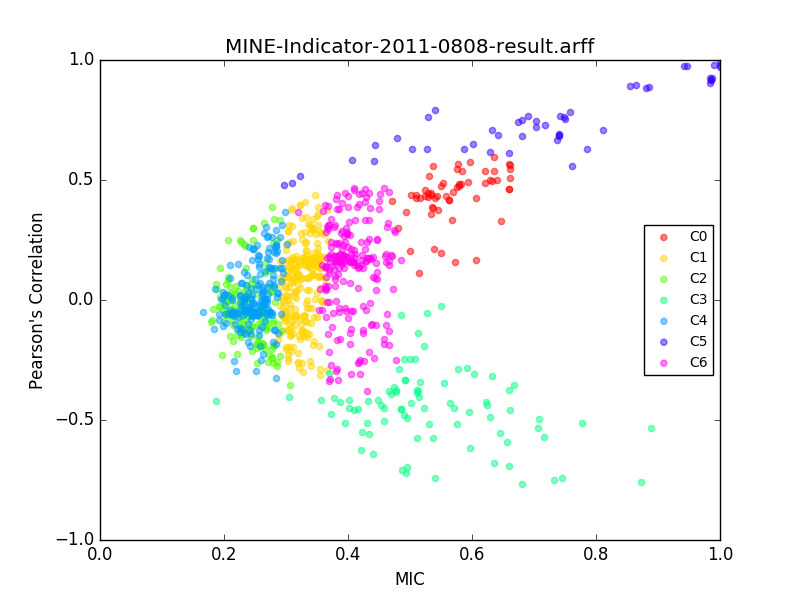 MINE-Indicator-2011-0808-result.arff
1.0
0.5
0.0
−0.5
−1.0
Pearson's Correlation
C0
C1
C2
C3
C4
C5
C6
0.0 0.2 0.4 0.6 0.8 1.0
MIC